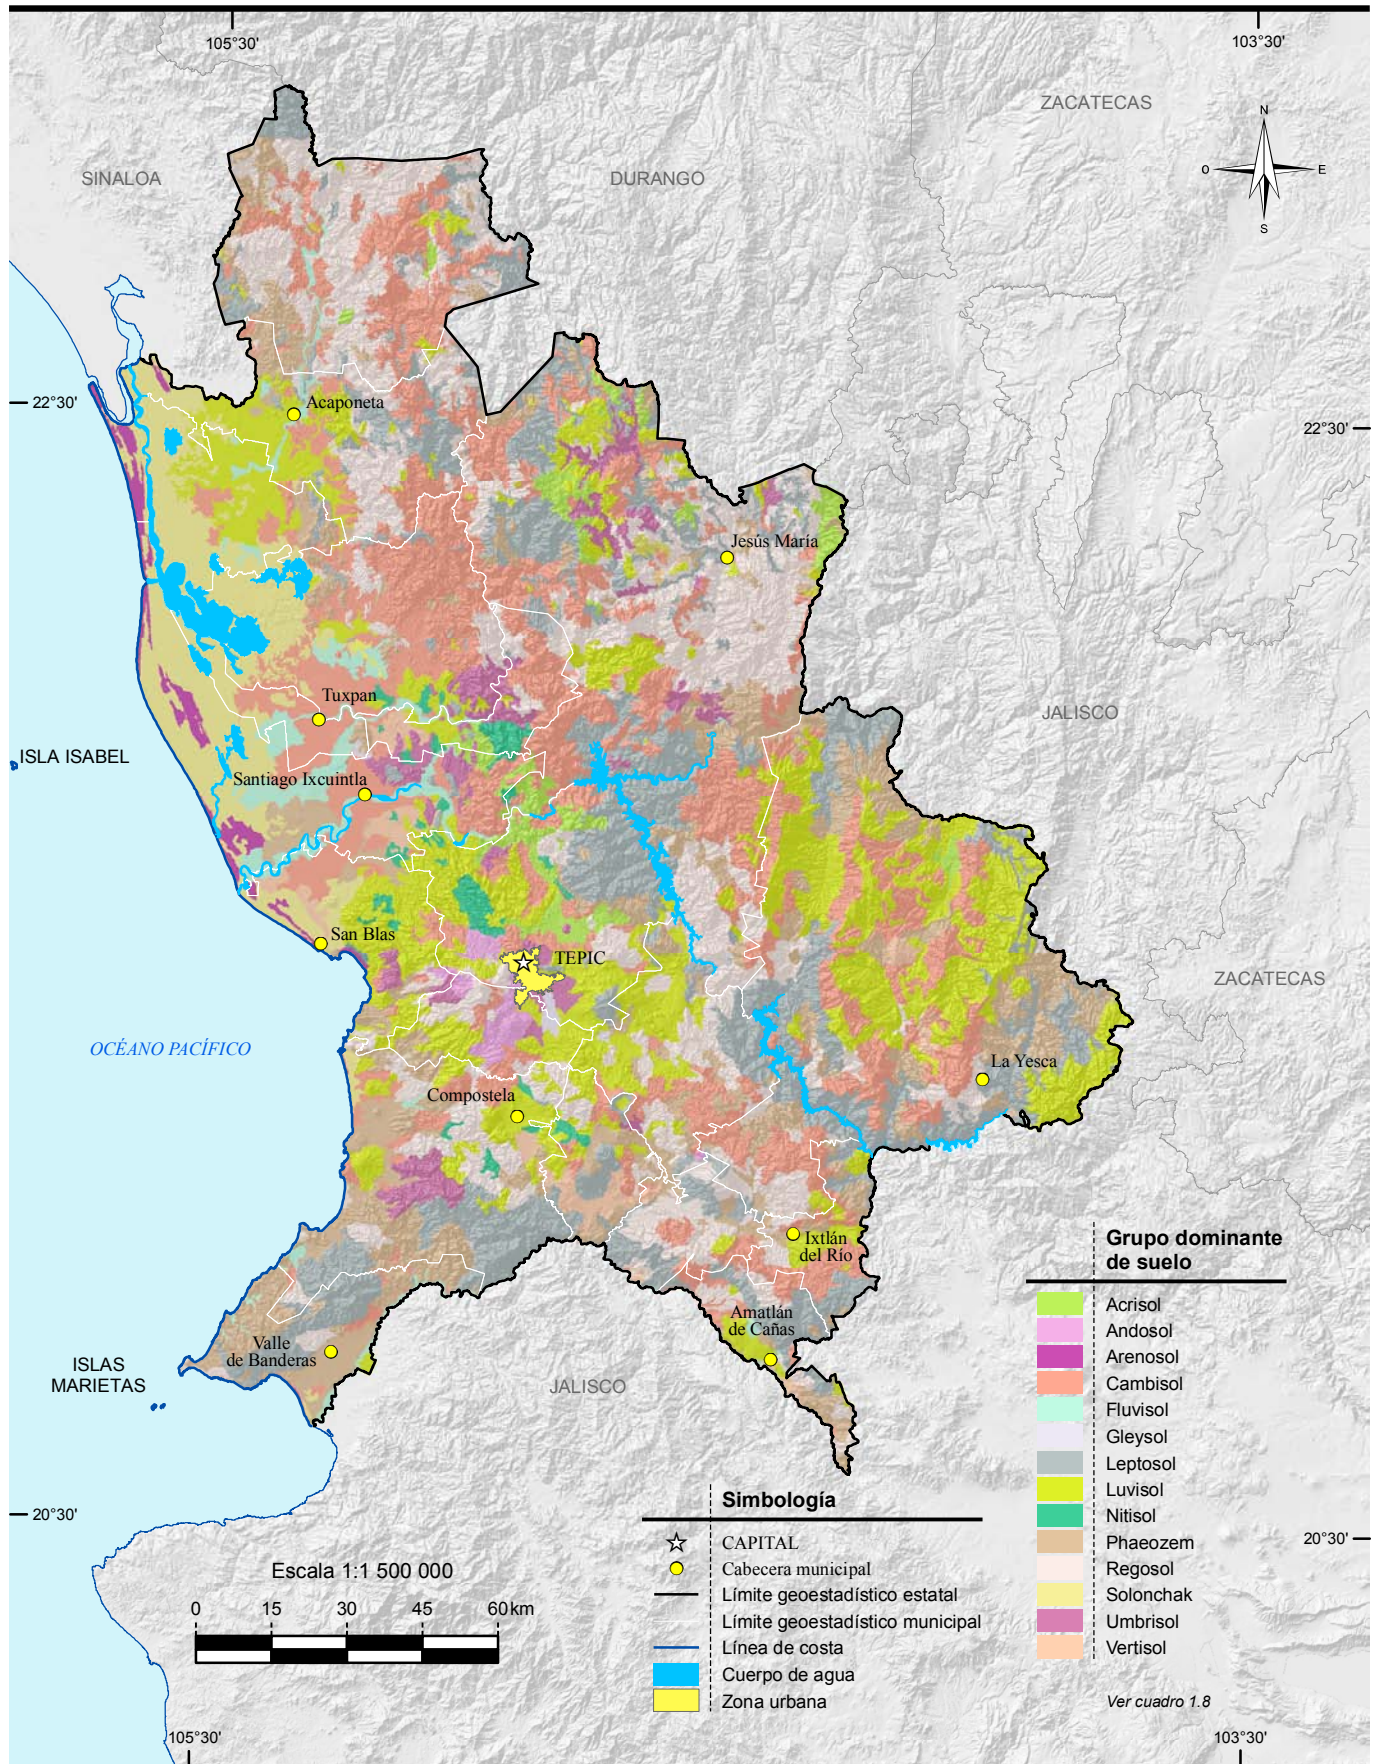 105°30'
103°30'
ZACATECAS
N
O
E
S
SINALOA
DURANGO
22°30'
Acaponeta
22°30'
Jesús María
Tuxpan
JALISCO
ISLA ISABEL
Santiago Ixcuintla
San Blas
TEPIC
ZACATECAS
OCÉANO PACÍFICO
La Yesca
Compostela
Ixtlán
del Río
Amatlán
de Cañas
Valle
de Banderas
ISLAS
MARIETAS
JALISCO
Grupo dominante
de suelo
Acrisol
Andosol
Arenosol
Cambisol
Fluvisol
Gleysol
Leptosol
Luvisol
Nitisol
Phaeozem
Regosol
Solonchak
Umbrisol
Vertisol
Ver cuadro 1.8
20°30'
20°30'
Simbología
CAPITAL
Cabecera municipal
Límite geoestadístico estatal
Límite geoestadístico municipal
Línea de costa
Cuerpo de agua
Zona urbana
Escala 1:1 500 000
0 15 30 45 60 km
105°30'
103°30'